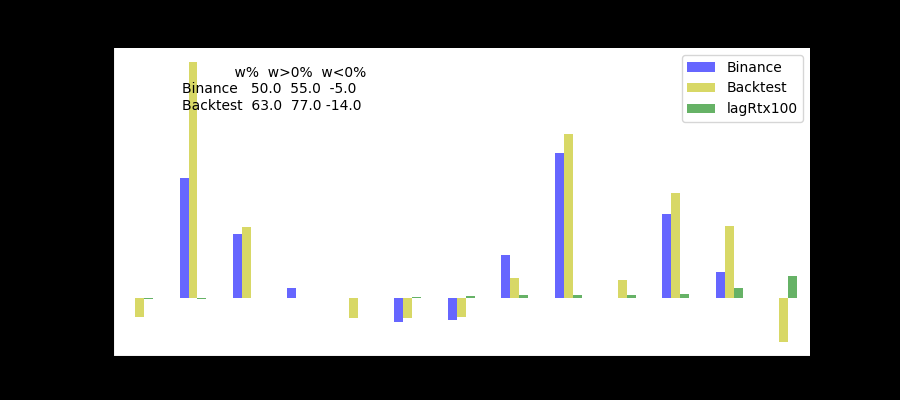 w% w>0% w<0%
Binance 50.0 55.0 -5.0
Backtest 63.0 77.0 -14.0
Binance
Backtest
lagRtx100